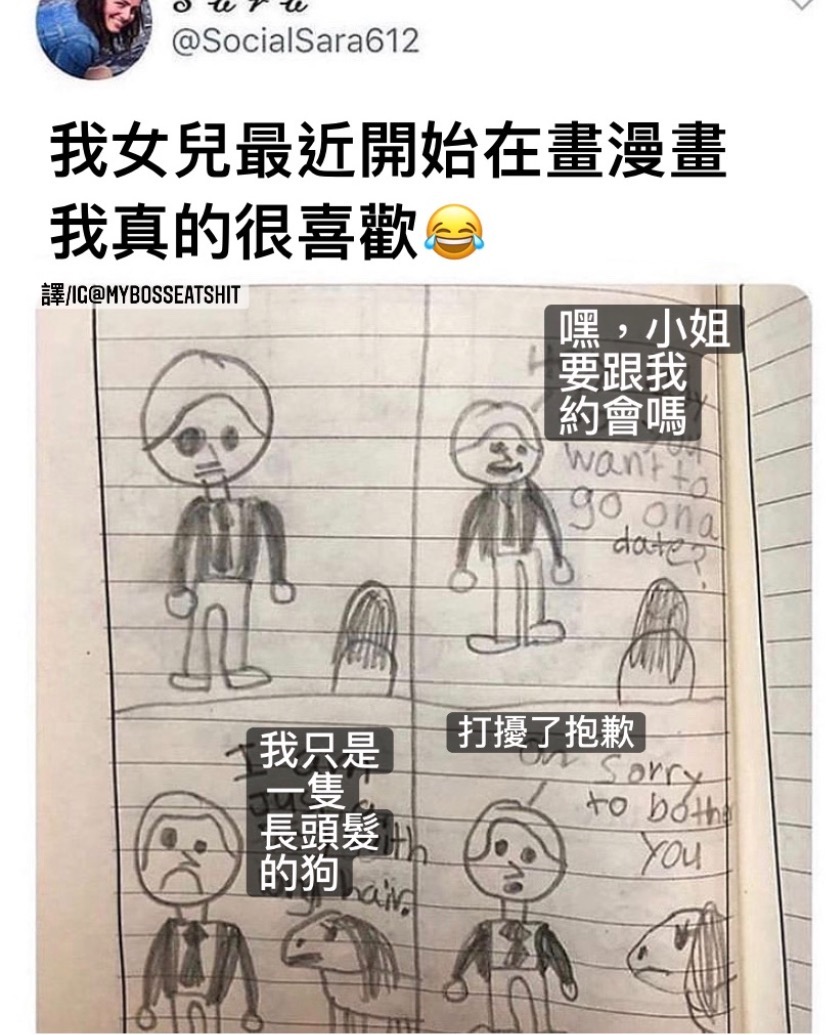 @SocialSara612
我女兒最近開始在畫漫畫
我真的很喜歡😂
譯/IG@MYBOSSEATSHIT
嘿，小姐
要跟我
約會嗎
want to
go on a
date?
我只是
一隻
長頭髮
的狗
I
hair.
打擾了抱歉
Sorry
to bothe
you